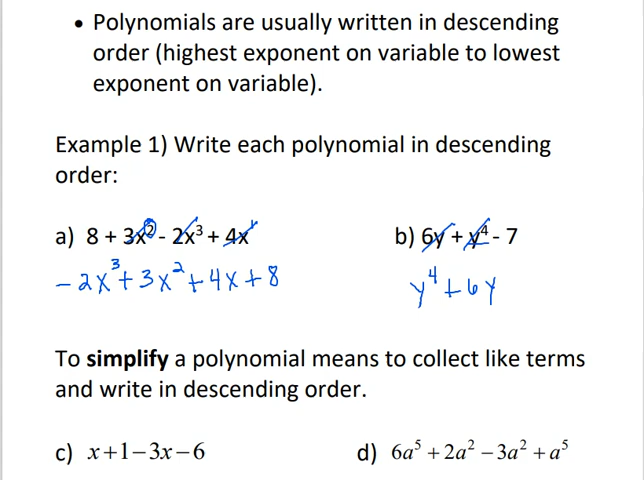 • Polynomials are usually written in descending
order (highest exponent on variable to lowest
exponent on variable).
Example 1) Write each polynomial in descending
order:
a) 8 + 3x² - 2x³ + 4x¹ b) 6y + y⁴ - 7
-2x³+3x²+4x+8 y⁴+6y
To simplify a polynomial means to collect like terms
and write in descending order.
c) x+1−3x−6 d) 6a⁵ + 2a² − 3a² + a⁵